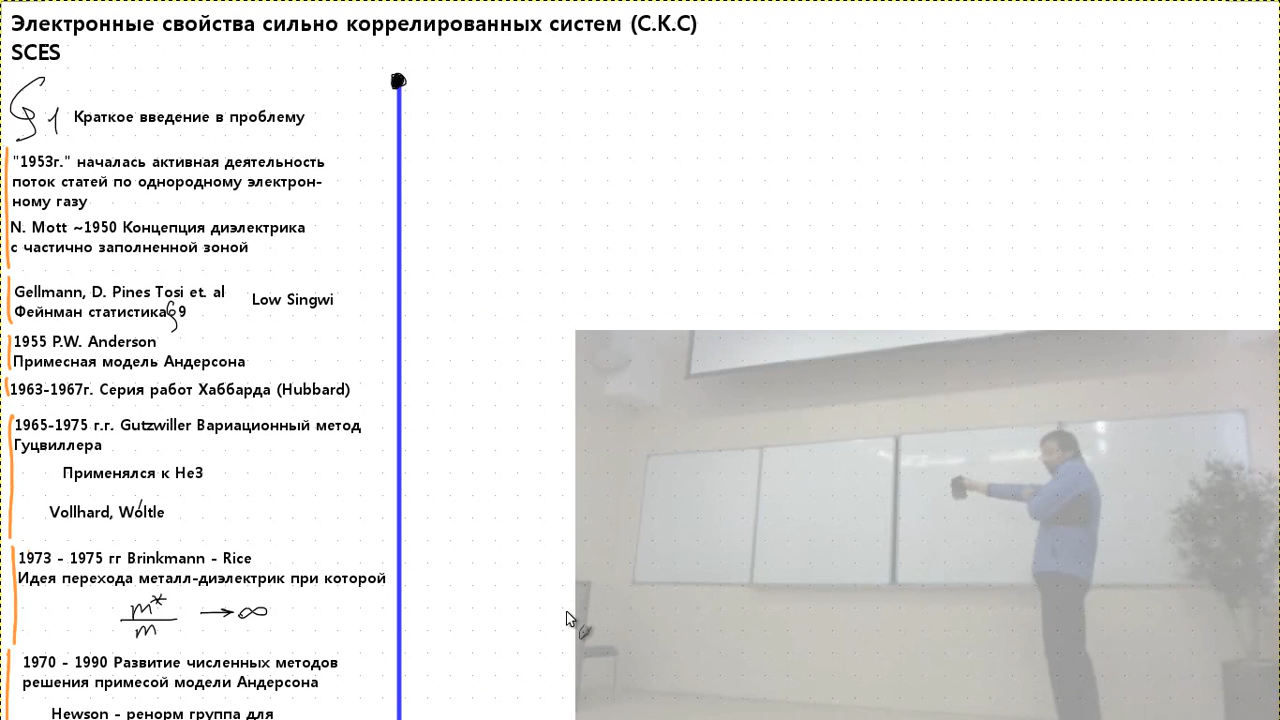 Электронные свойства сильно коррелированных систем (С.К.С)
SCES
§ 1 Краткое введение в проблему
"1953г." началась активная деятельность
поток статей по однородному электрон-
ному газу
N. Mott ~1950 Концепция диэлектрика
с частично заполненной зоной
Gellmann, D. Pines Tosi et. al Low Singwi
Фейнман статистика§9
1955 P.W. Anderson
Примесная модель Андерсона
1963-1967г. Серия работ Хаббарда (Hubbard)
1965-1975 г.г. Gutzwiller Вариационный метод
Гуцвиллера
Применялся к He3
Vollhard, Woltle
1973 - 1975 гг Brinkmann - Rice
Идея перехода металл-диэлектрик при которой
m*/m → ∞
1970 - 1990 Развитие численных методов
решения примесой модели Андерсона
Hewson - ренорм группа для